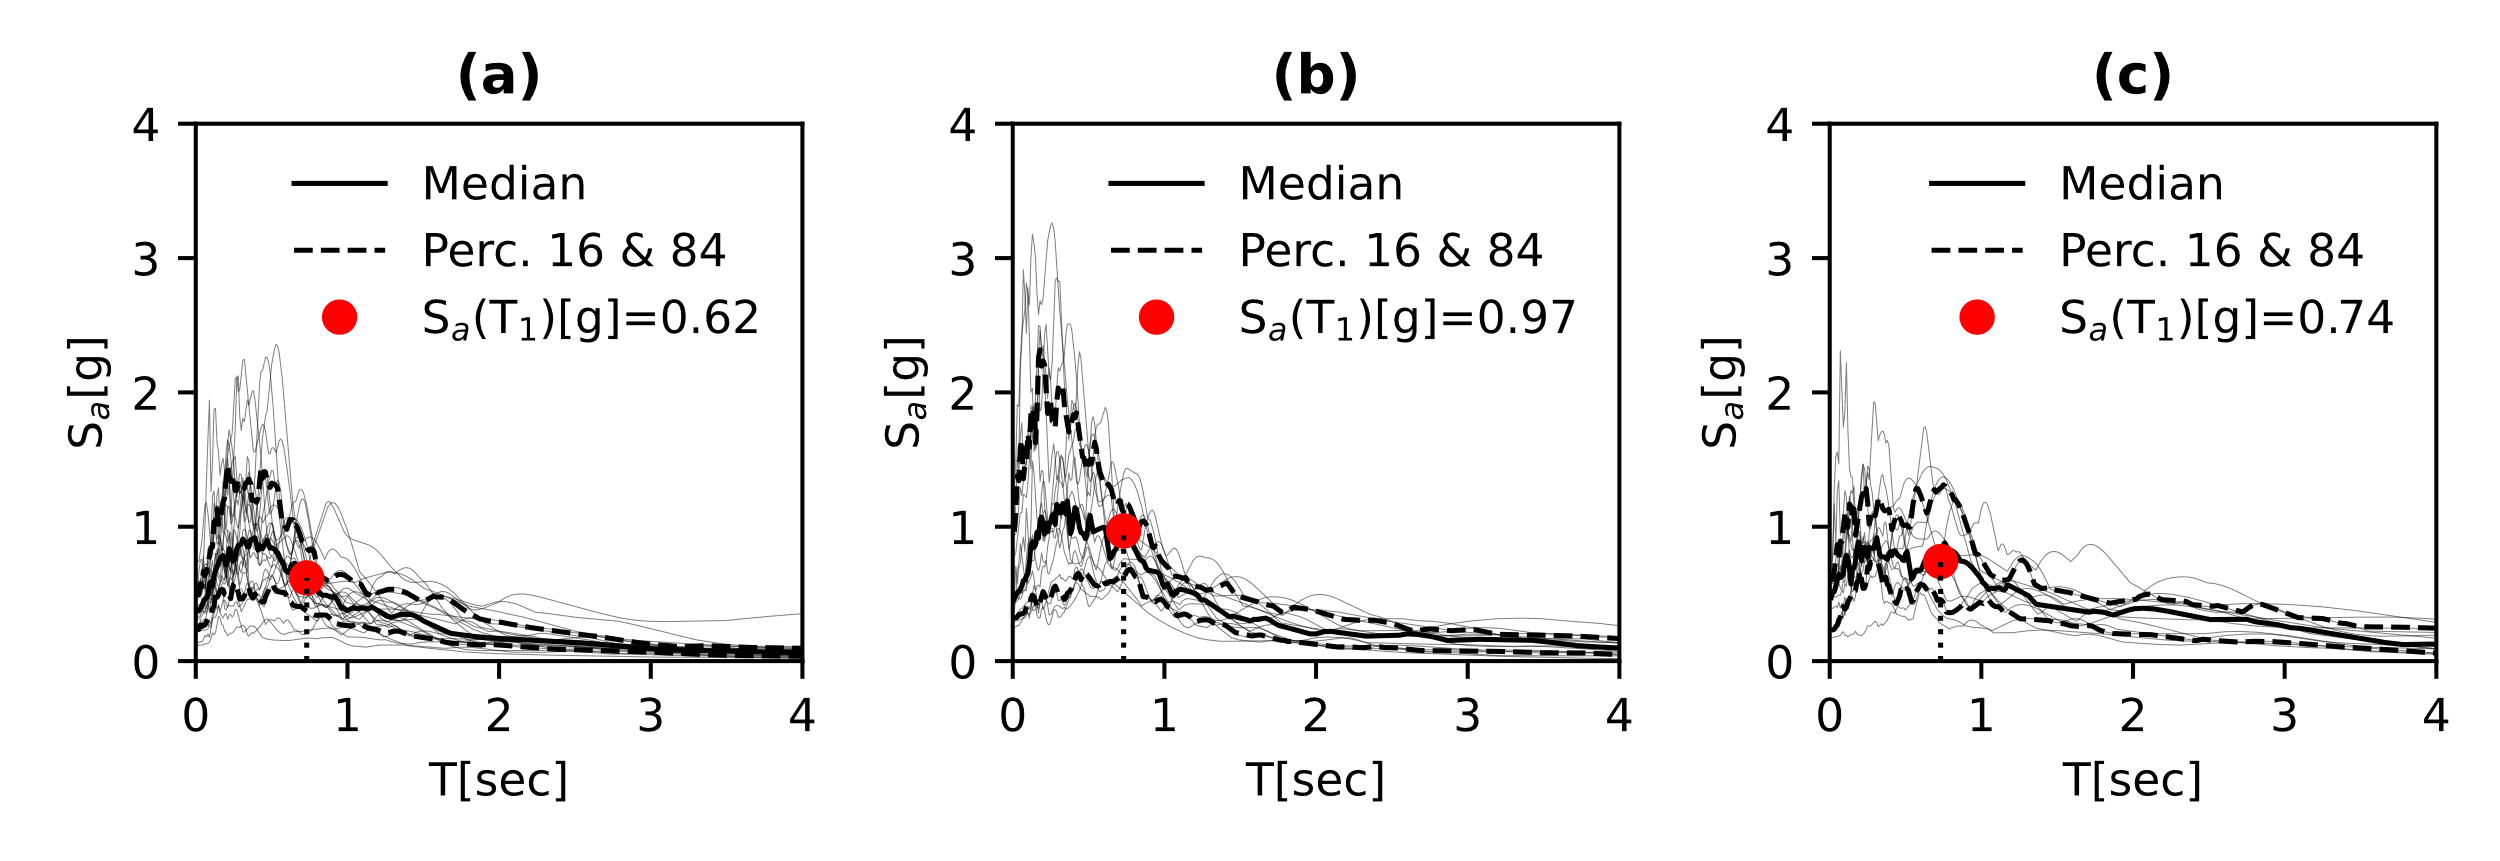 (a)
4
3
2
1
0
Sa[g]
Median
Perc. 16 & 84
Sa(T1)[g]=0.62
0 1 2 3 4
T[sec]
(b)
4
3
2
1
0
Sa[g]
Median
Perc. 16 & 84
Sa(T1)[g]=0.97
0 1 2 3 4
T[sec]
(c)
4
3
2
1
0
Sa[g]
Median
Perc. 16 & 84
Sa(T1)[g]=0.74
0 1 2 3 4
T[sec]